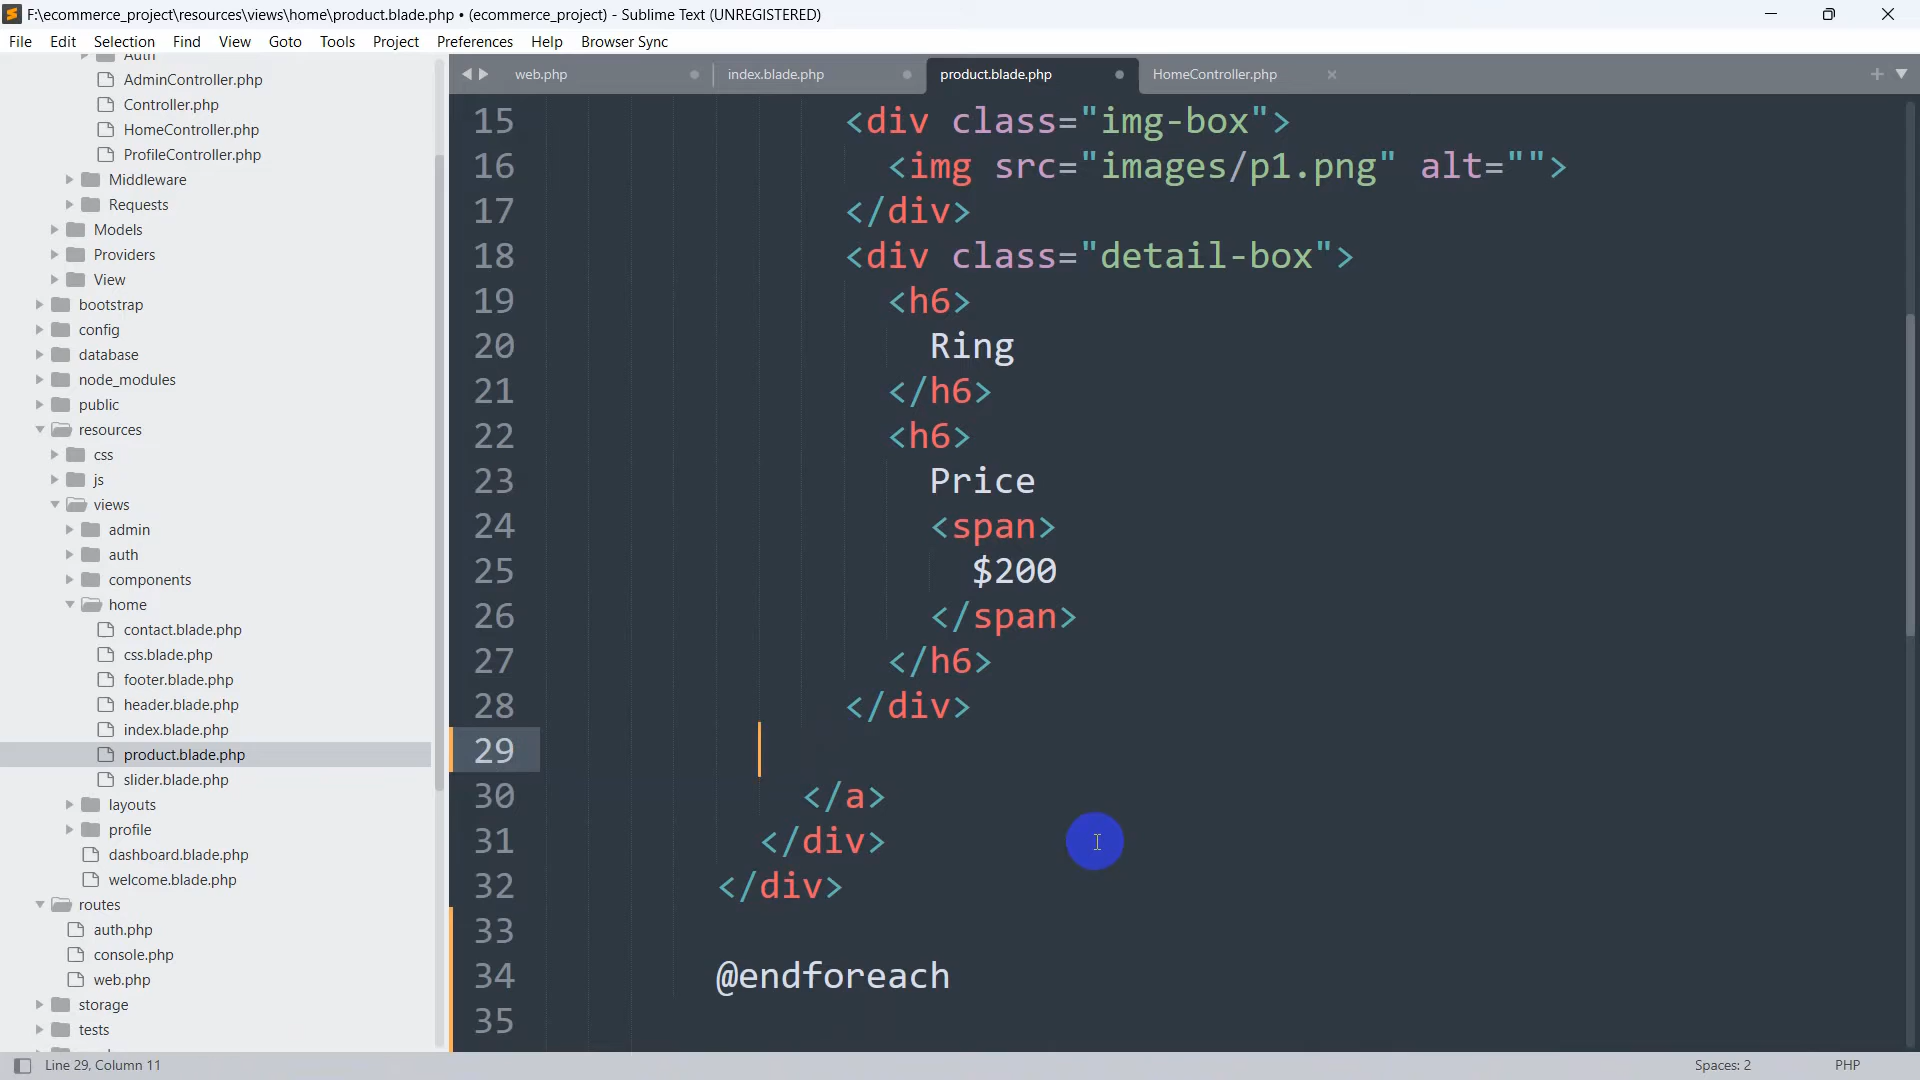 F:\ecommerce_project\resources\views\home\product.blade.php • (ecommerce_project) - Sublime Text (UNREGISTERED)
File Edit Selection Find View Goto Tools Project Preferences Help Browser Sync
Auth
AdminController.php
Controller.php
HomeController.php
ProfileController.php
Middleware
Requests
Models
Providers
View
bootstrap
config
database
node_modules
public
resources
css
js
views
admin
auth
components
home
contact.blade.php
css.blade.php
footer.blade.php
header.blade.php
index.blade.php
product.blade.php
slider.blade.php
layouts
profile
dashboard.blade.php
welcome.blade.php
routes
auth.php
console.php
web.php
storage
tests
web.php index.blade.php product.blade.php HomeController.php
15 <div class="img-box">
16 <img src="images/p1.png" alt="">
17 </div>
18 <div class="detail-box">
19 <h6>
20 Ring
21 </h6>
22 <h6>
23 Price
24 <span>
25 $200
26 </span>
27 </h6>
28 </div>
29
30 </a>
31 </div>
32 </div>
33
34 @endforeach
35
Line 29, Column 11 Spaces: 2 PHP